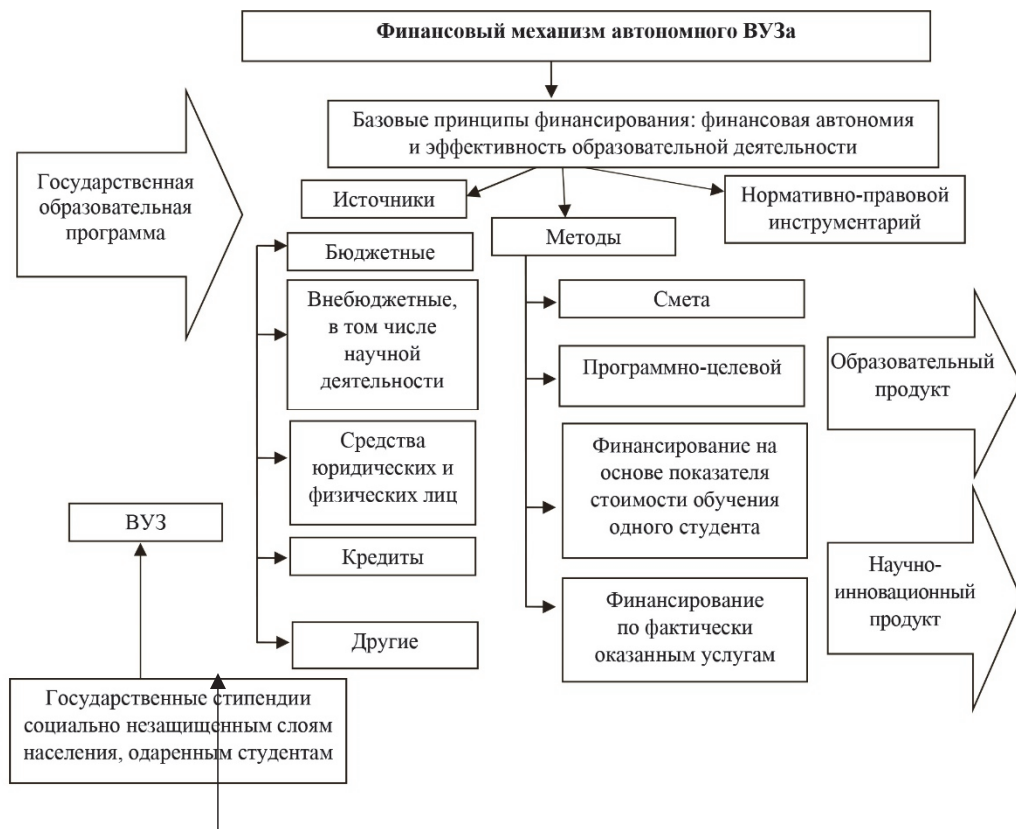 Финансовый механизм автономного ВУЗа
Базовые принципы финансирования: финансовая автономия
и эффективность образовательной деятельности
Государственная
образовательная
программа
Источники
Нормативно-правовой
инструментарий
Методы
Бюджетные
Внебюджетные,
в том числе
научной
деятельности
Средства
юридических и
физических лиц
Кредиты
Другие
Смета
Программно-целевой
Финансирование на
основе показателя
стоимости обучения
одного студента
Финансирование
по фактически
оказанным услугам
Образовательный
продукт
Научно-
инновационный
продукт
ВУЗ
Государственные стипендии
социально незащищенным слоям
населения, одаренным студентам